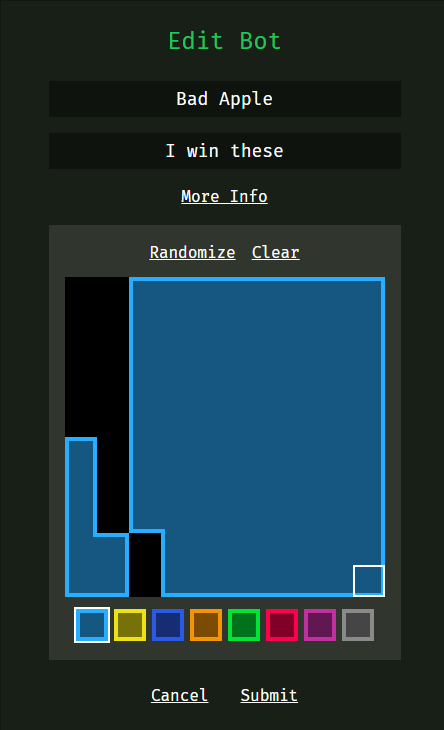 Edit Bot
Bad Apple
I win these
More Info
Randomize Clear
Cancel Submit